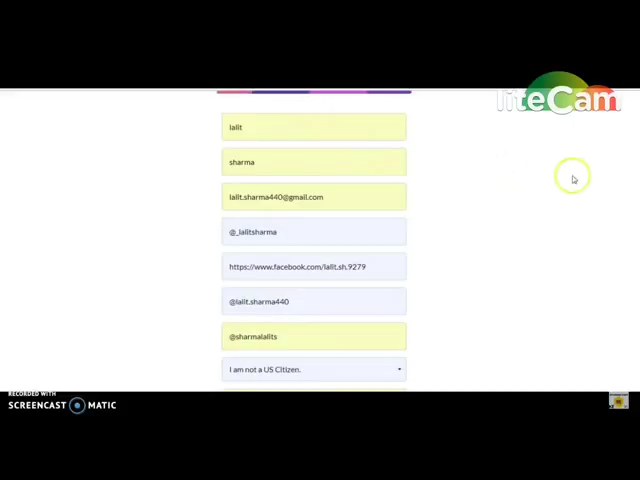 liteCam
lalit
sharma
lalit.sharma440@gmail.com
@_lalitsharma
https://www.facebook.com/lalit.sh.9279
@lalit.sharma440
@sharmalalits
I am not a US Citizen.
RECORDED WITH
SCREENCAST MATIC